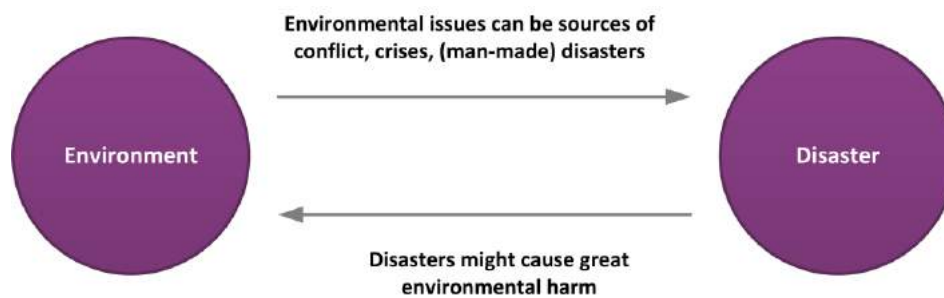 Environmental issues can be sources of
conflict, crises, (man-made) disasters
Environment
Disaster
Disasters might cause great
environmental harm